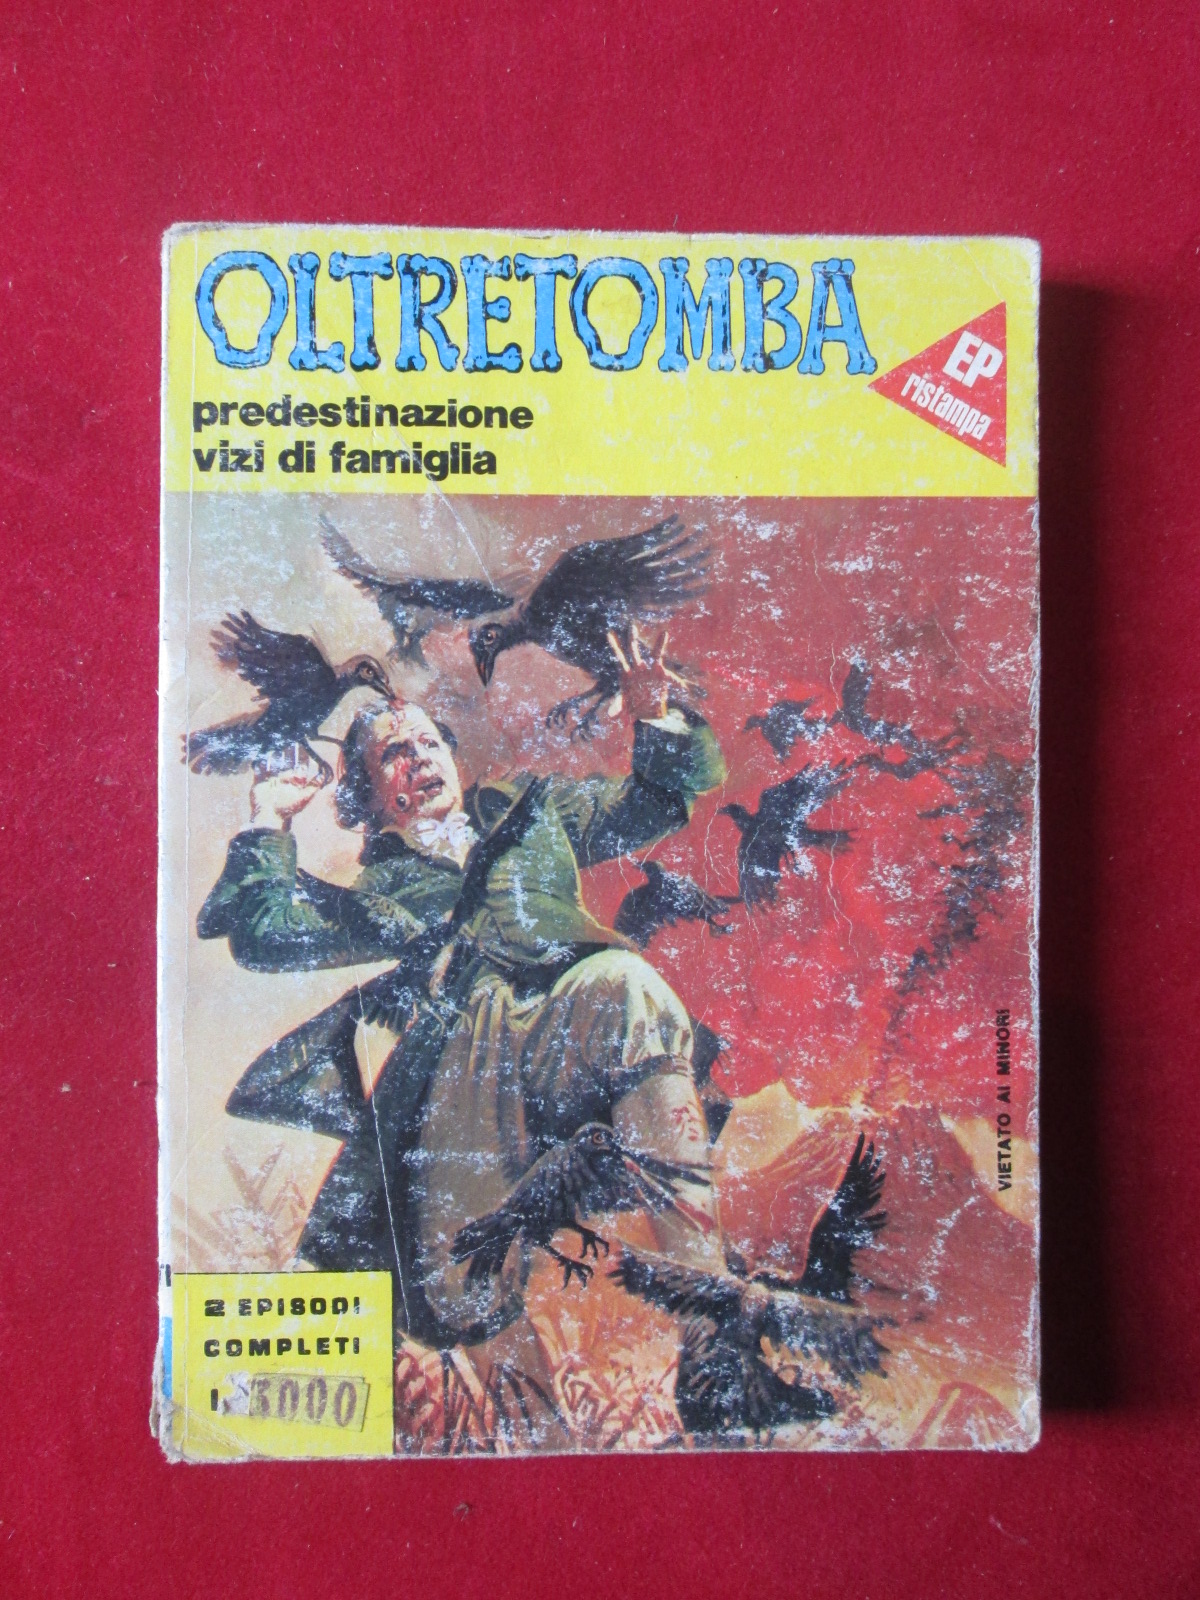 OLTRETOMBA
EP
ristampa
predestinazione
vizi di famiglia
VIETATO AI MINORI
2 EPISODI
COMPLETI
3000